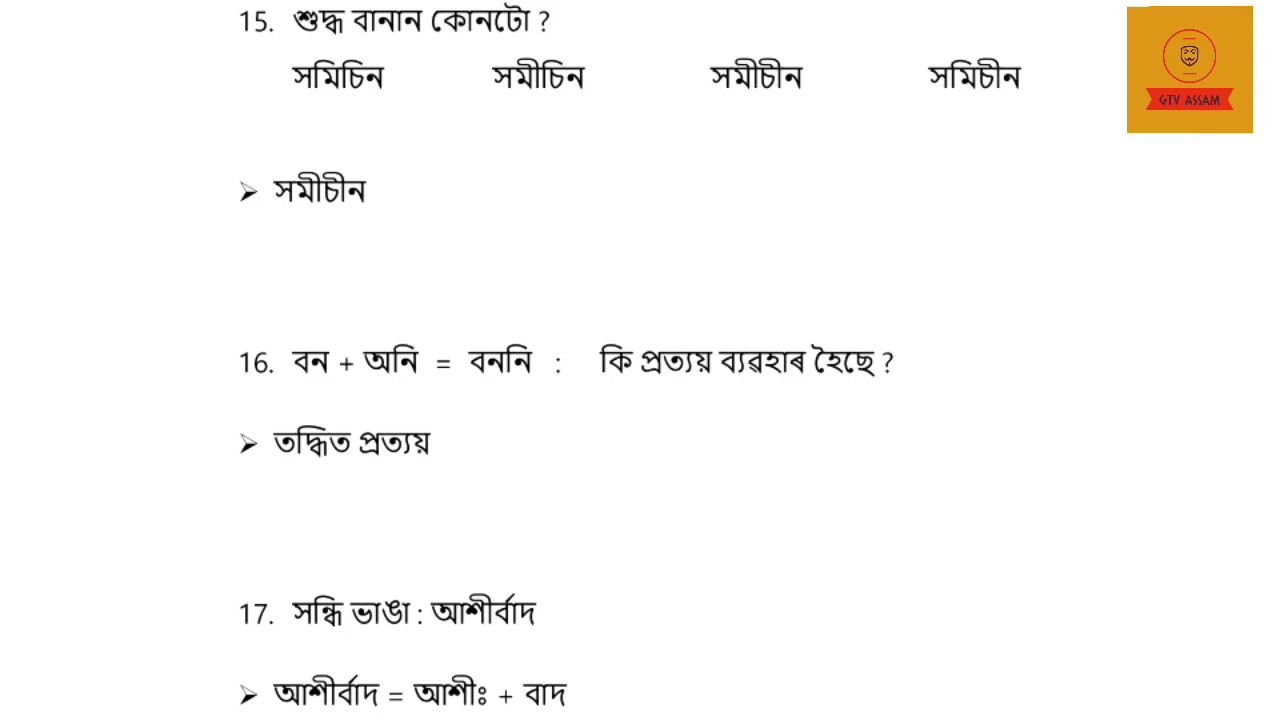 15. শুদ্ধ বানান কোনটো ?
সমিচিন সমীচিন সমীচীন সমিচীন
GTV ASSAM
➢ সমীচীন
16. বন + অনি = বননি : কি প্ৰত্যয় ব্যৱহাৰ হৈছে ?
➢ তদ্ধিত প্ৰত্যয়
17. সন্ধি ভাঙা : আশীৰ্বাদ
➢ আশীৰ্বাদ = আশীঃ + বাদ